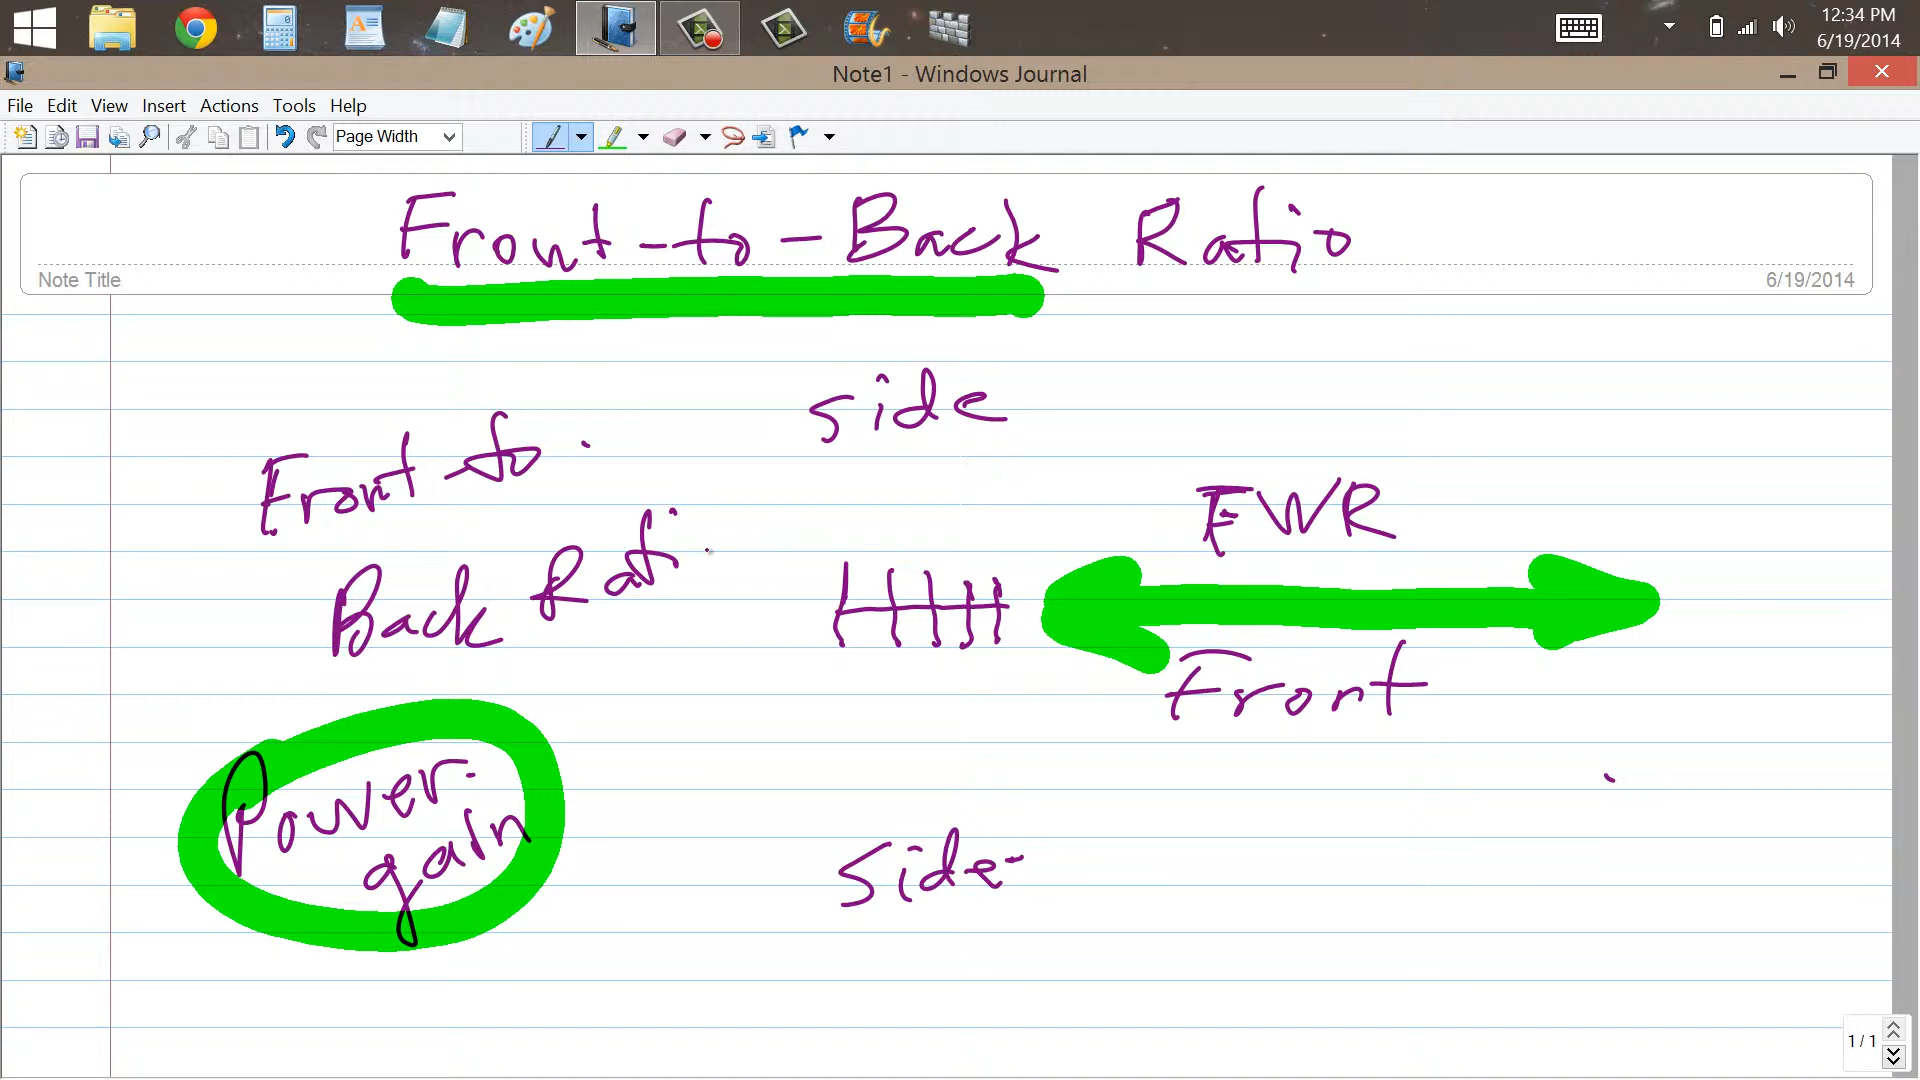 12:34 PM
6/19/2014
Note1 - Windows Journal
File Edit View Insert Actions Tools Help
Page Width
Front-to-Back Ratio
Note Title
6/19/2014
side
Front-to
Back Rati
FWR
Front
Power
gain
Side
1 / 1